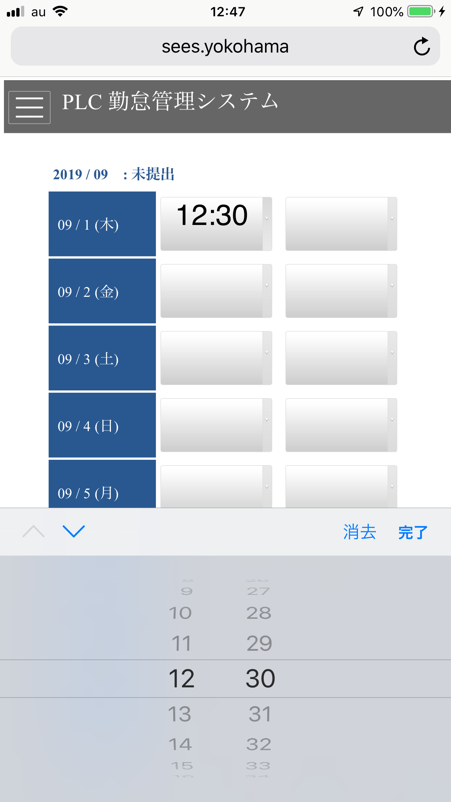 au 12:47 100%
sees.yokohama
PLC 勤怠管理システム
2019 / 09 : 未提出
09 / 1 (木) 12:30
09 / 2 (金)
09 / 3 (土)
09 / 4 (日)
09 / 5 (月)
消去 完了
9 27
10 28
11 29
12 30
13 31
14 32
15 33